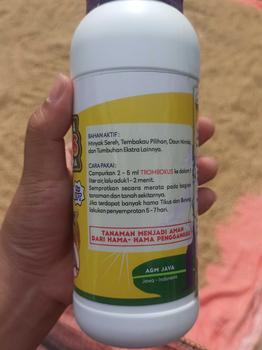 BAHAN AKTIF :
Minyak Sereh, Tembakau Pilihan, Daun Nimba,
dan Tumbuhan Ekstra Lainnya.
CARA PAKAI :
Campurkan 2 - 5 ml TROMBOKUS ke dalam 1
liter air, lalu aduk 1 - 2 menit.
Semprotkan secara merata pada bagian
tanaman dan tanah sekitarnya.
Jika terdapat banyak hama Tikus dan Burung
lakukan penyemprotan 5 - 7 hari.
TANAMAN MENJADI AMAN
DARI HAMA- HAMA PENGGANGGU
AGM JAVA
Jawa - Indonesia